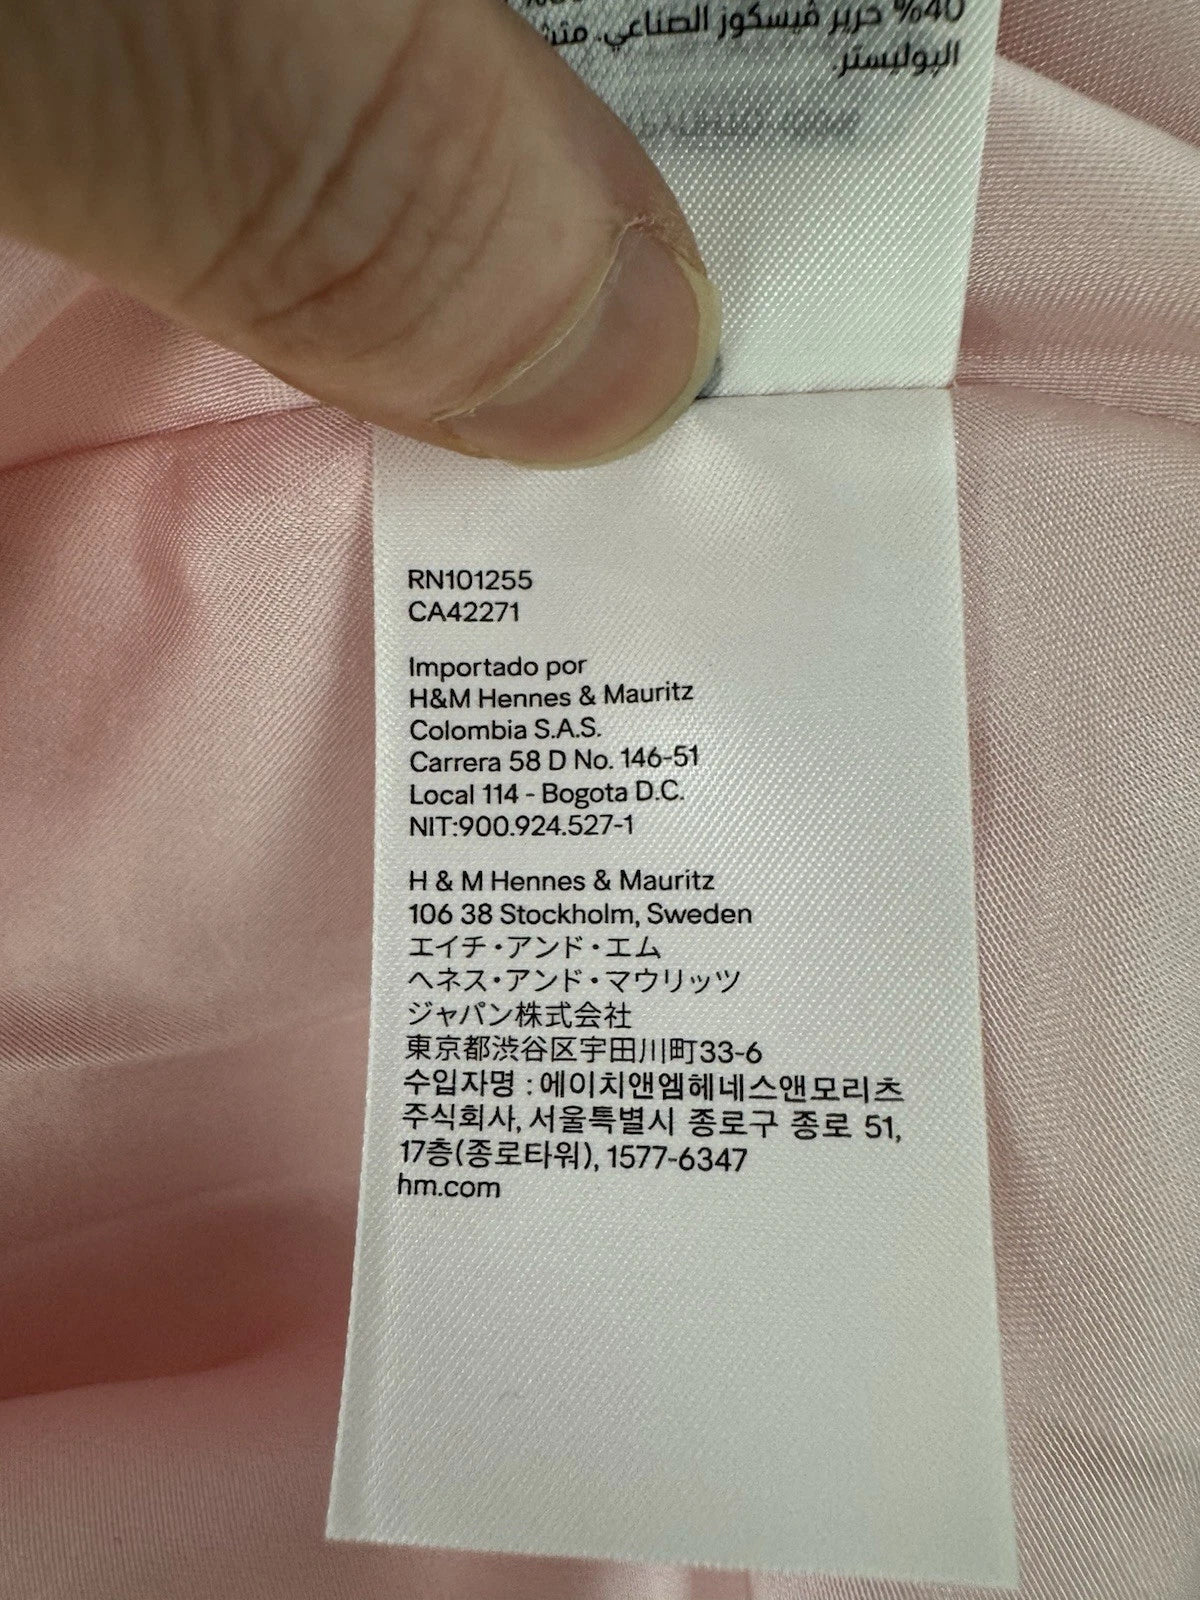 %40 حرير ڤيسكوز الصناعي.
البوليستر.
RN101255
CA42271
Importado por
H&M Hennes & Mauritz
Colombia S.A.S.
Carrera 58 D No. 146-51
Local 114 - Bogota D.C.
NIT:900.924.527-1
H & M Hennes & Mauritz
106 38 Stockholm, Sweden
エイチ・アンド・エム
ヘネス・アンド・マウリッツ
ジャパン株式会社
東京都渋谷区宇田川町33-6
수입자명 : 에이치앤엠헤네스앤모리츠
주식회사, 서울특별시 종로구 종로 51,
17층(종로타워), 1577-6347
hm.com